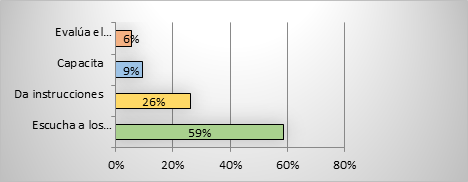 Evalúa el... 6%
Capacita 9%
Da instrucciones 26%
Escucha a los... 59%
0% 20% 40% 60% 80%